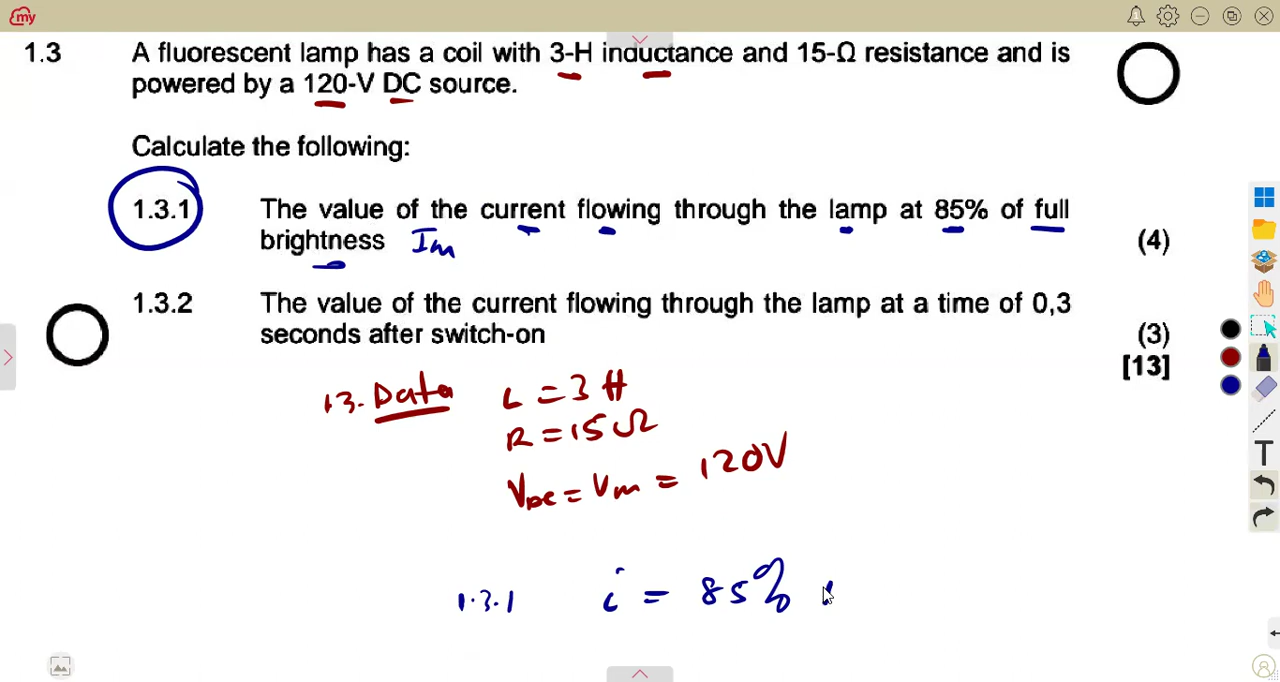 my
1.3 A fluorescent lamp has a coil with 3-H inductance and 15-Ω resistance and is
powered by a 120-V DC source.
Calculate the following:
1.3.1 The value of the current flowing through the lamp at 85% of full
brightness Im (4)
1.3.2 The value of the current flowing through the lamp at a time of 0,3
seconds after switch-on (3)
[13]
1.3. Data L = 3 H
R = 15 Ω
VDC = Vm = 120V
1.3.1 i = 85%
T